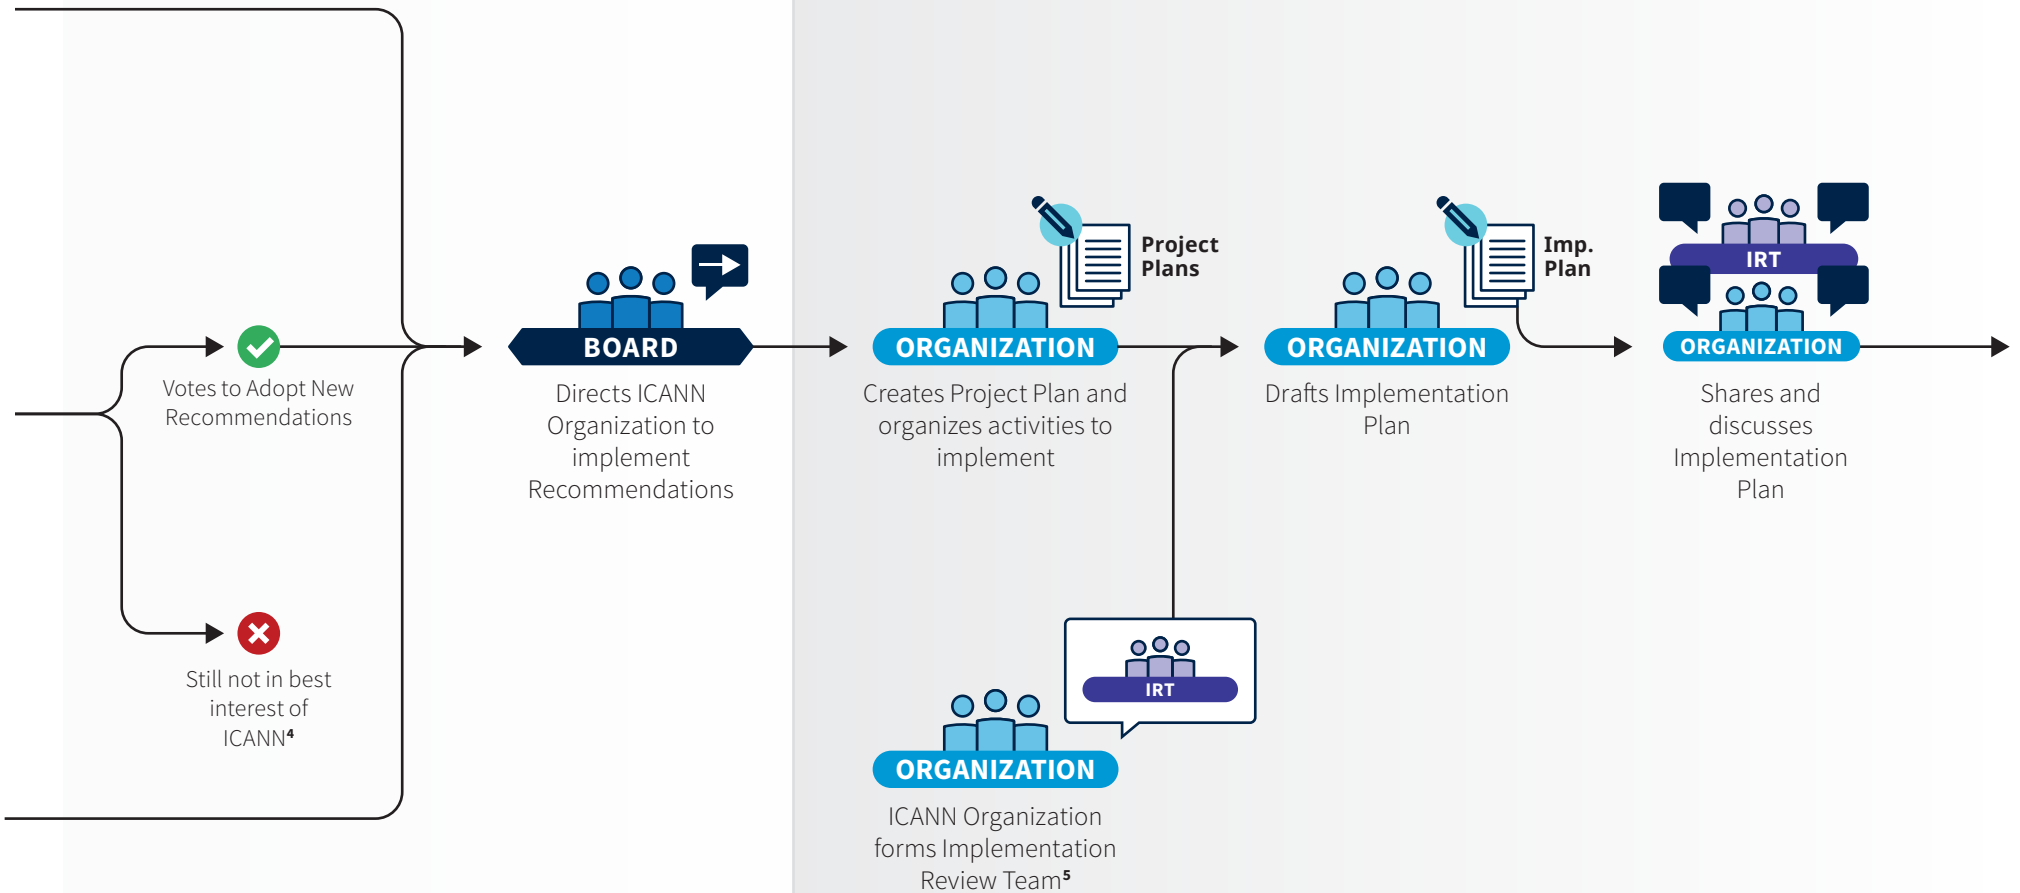 Votes to Adopt New
Recommendations
Still not in best
interest of
ICANN⁴
BOARD
Directs ICANN
Organization to
implement
Recommendations
Project
Plans
ORGANIZATION
Creates Project Plan and
organizes activities to
implement
IRT
ORGANIZATION
ICANN Organization
forms Implementation
Review Team⁵
Imp.
Plan
ORGANIZATION
Drafts Implementation
Plan
IRT
ORGANIZATION
Shares and
discusses
Implementation
Plan